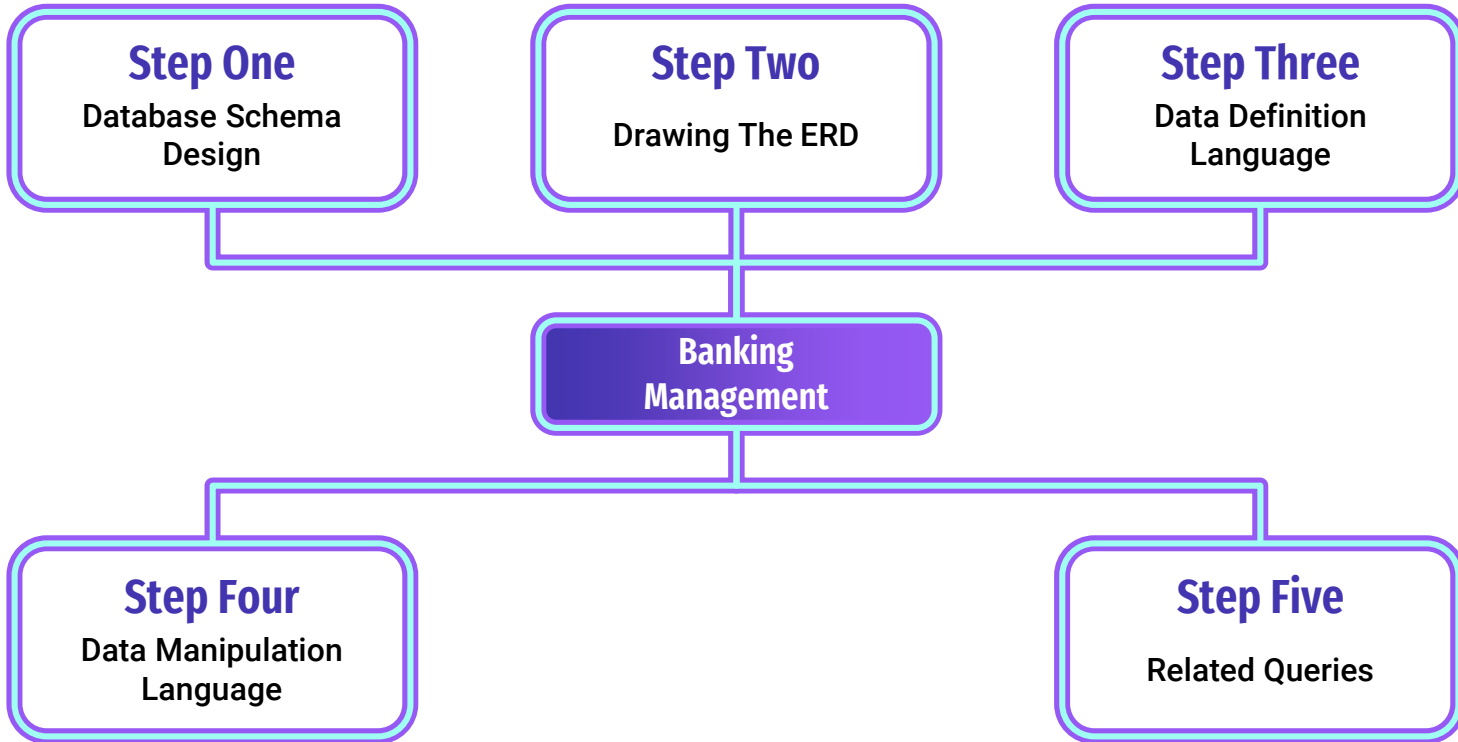 Step One
Database Schema
Design
Step Two
Drawing The ERD
Step Three
Data Definition
Language
Banking
Management
Step Four
Data Manipulation
Language
Step Five
Related Queries